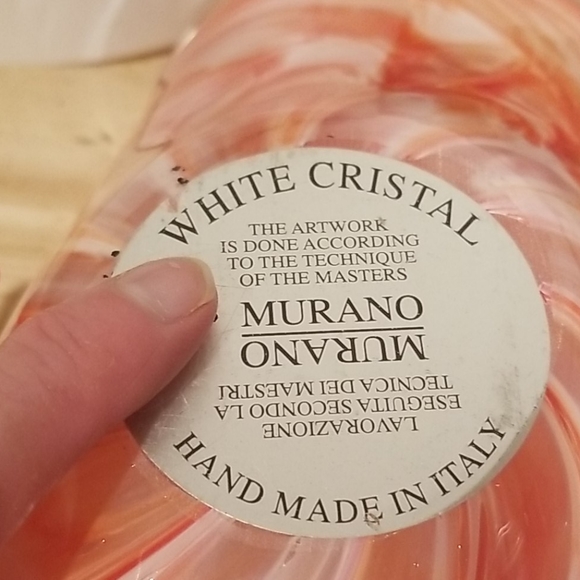 WHITE CRISTAL
THE ARTWORK
IS DONE ACCORDING
TO THE TECHNIQUE
OF THE MASTERS
MURANO
MURANO
LAVORAZIONE
ESEGUITA SECONDO LA
TECNICA DEI MAESTRI
HAND MADE IN ITALY